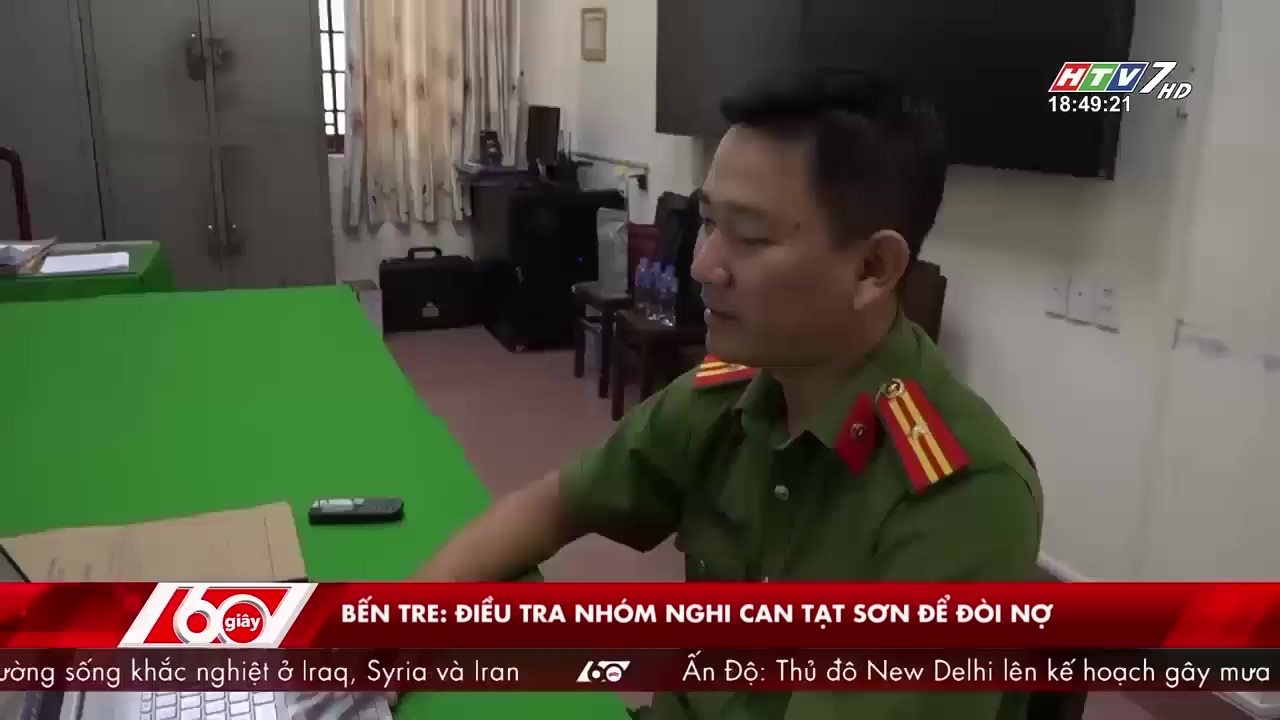 HTV7 HD
18:49:21
60 giây
BẾN TRE: ĐIỀU TRA NHÓM NGHI CAN TẠT SƠN ĐỂ ĐÒI NỢ
ường sống khắc nghiệt ở Iraq, Syria và Iran 60 giây Ấn Độ: Thủ đô New Delhi lên kế hoạch gây mưa